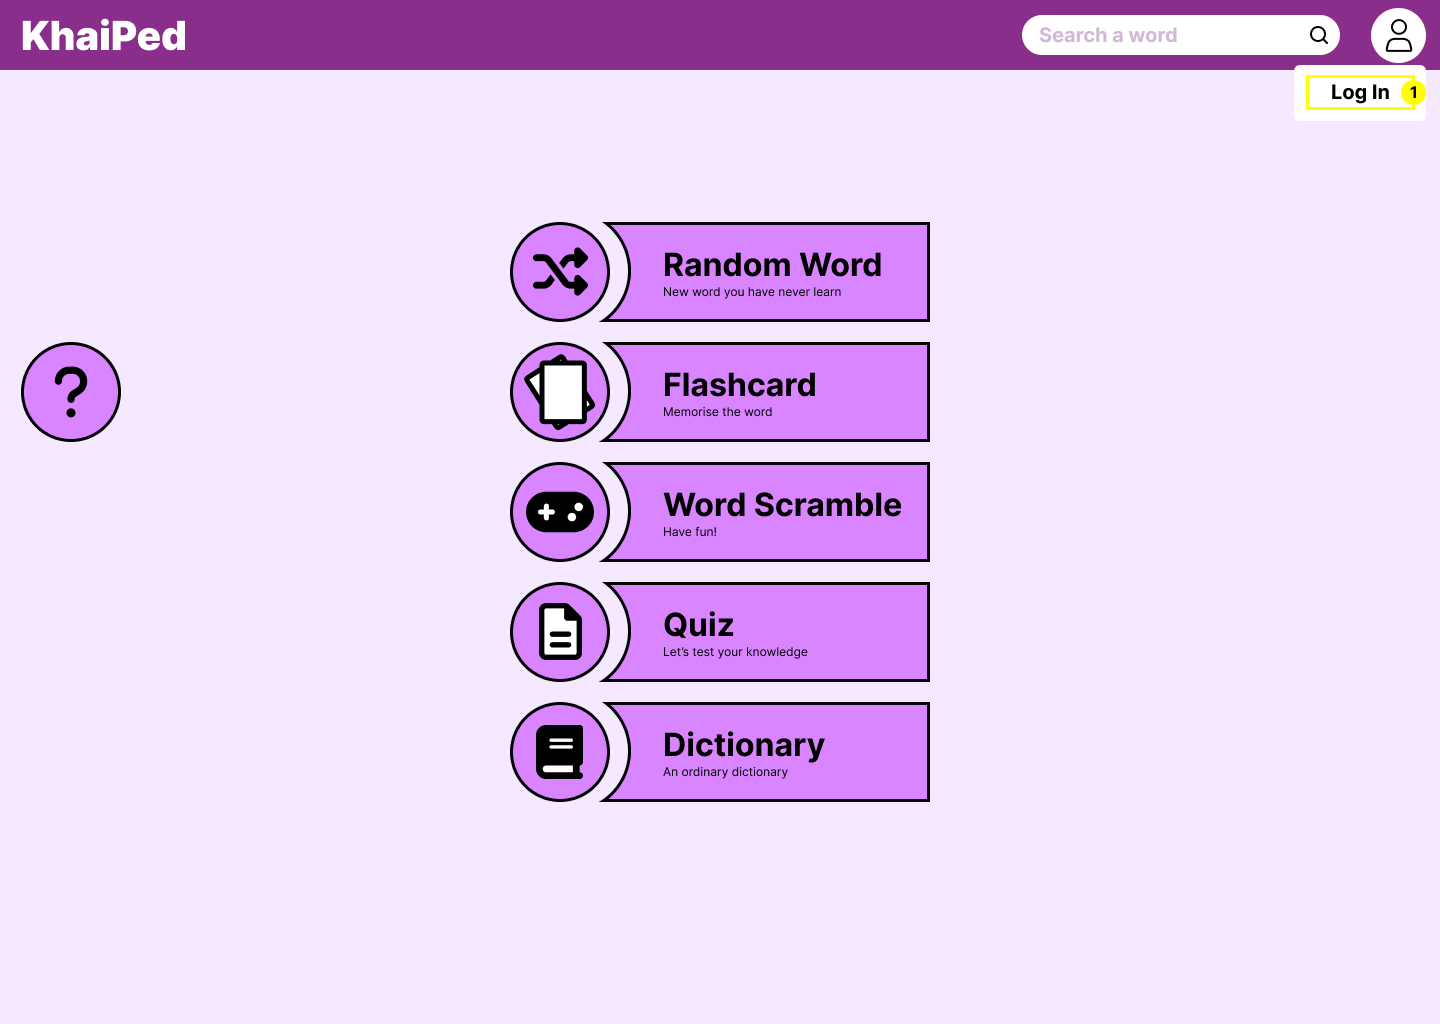 KhaiPed
Search a word
Log In
1
Random Word
New word you have never learn
?
Flashcard
Memorise the word
Word Scramble
Have fun!
Quiz
Let's test your knowledge
Dictionary
An ordinary dictionary